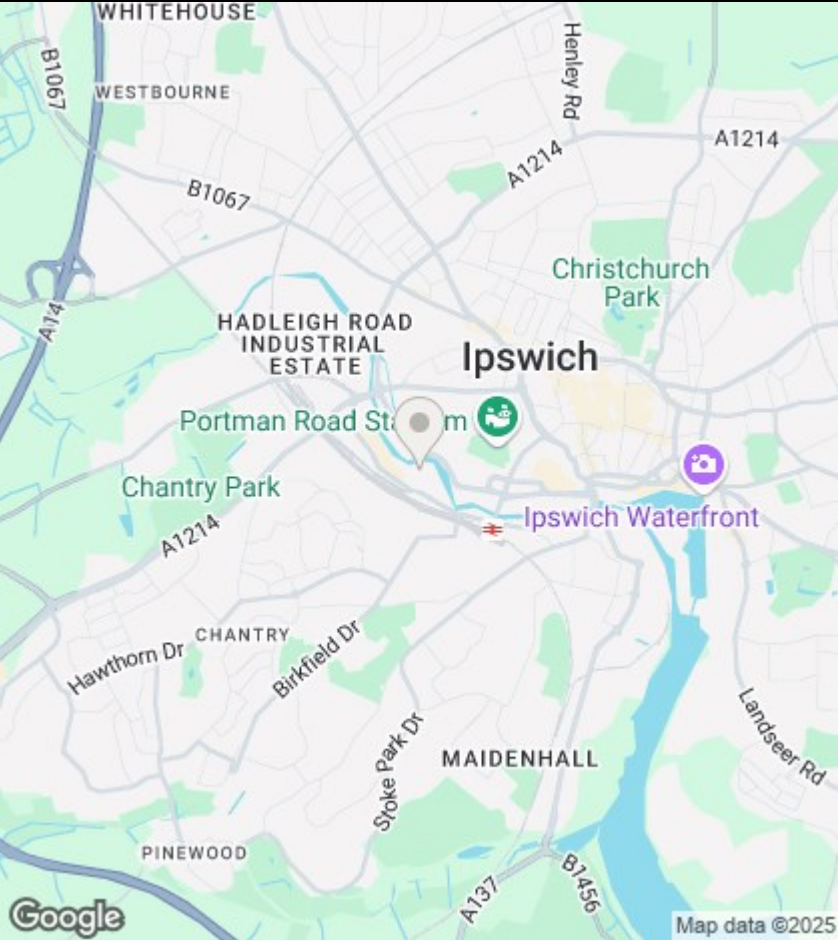 WHITEHOUSE
B1067
WESTBOURNE
Henley Rd
A1214
A1214
B1067
Christchurch
Park
A14
HADLEIGH ROAD
INDUSTRIAL
ESTATE
Ipswich
Portman Road Sta m
Chantry Park
Ipswich Waterfront
A1214
CHANTRY
Hawthorn Dr
Birkfield Dr
Landseer Rd
Stoke Park Dr
MAIDENHALL
PINEWOOD
A137
B1456
Google
Map data ©2025